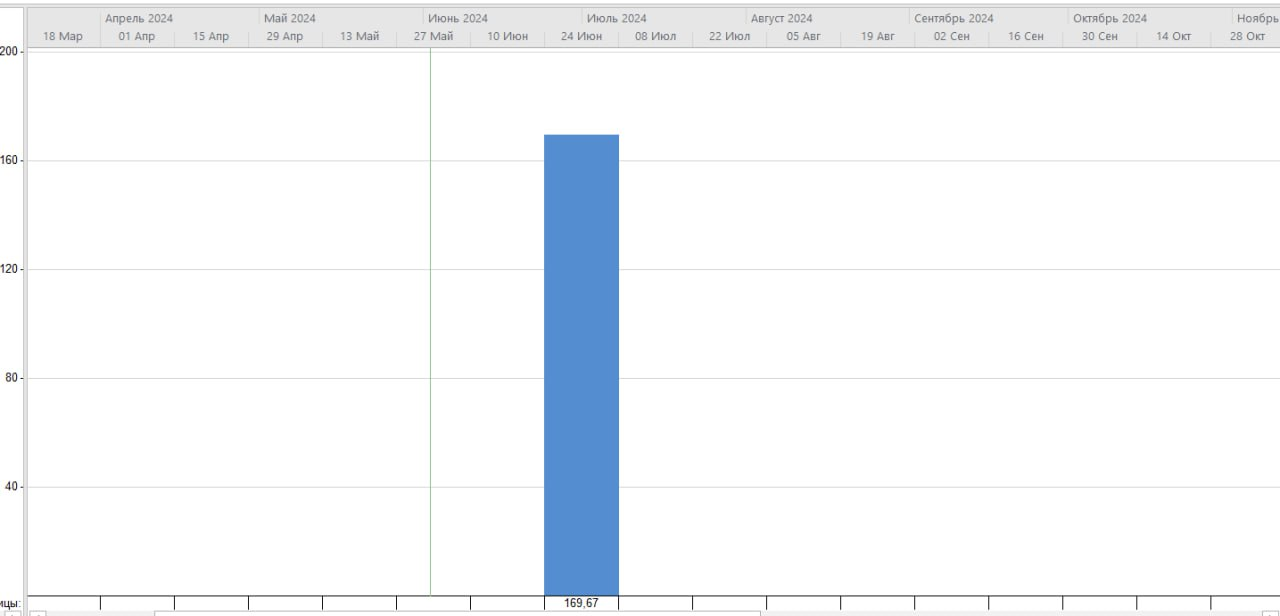 Апрель 2024 Май 2024 Июнь 2024 Июль 2024 Август 2024 Сентябрь 2024 Октябрь 2024 Ноябрь
18 Мар 01 Апр 15 Апр 29 Апр 13 Май 27 Май 10 Июн 24 Июн 08 Июл 22 Июл 05 Авг 19 Авг 02 Сен 16 Сен 30 Сен 14 Окт 28 Окт
200
160
120
80
40
ицы: 169,67